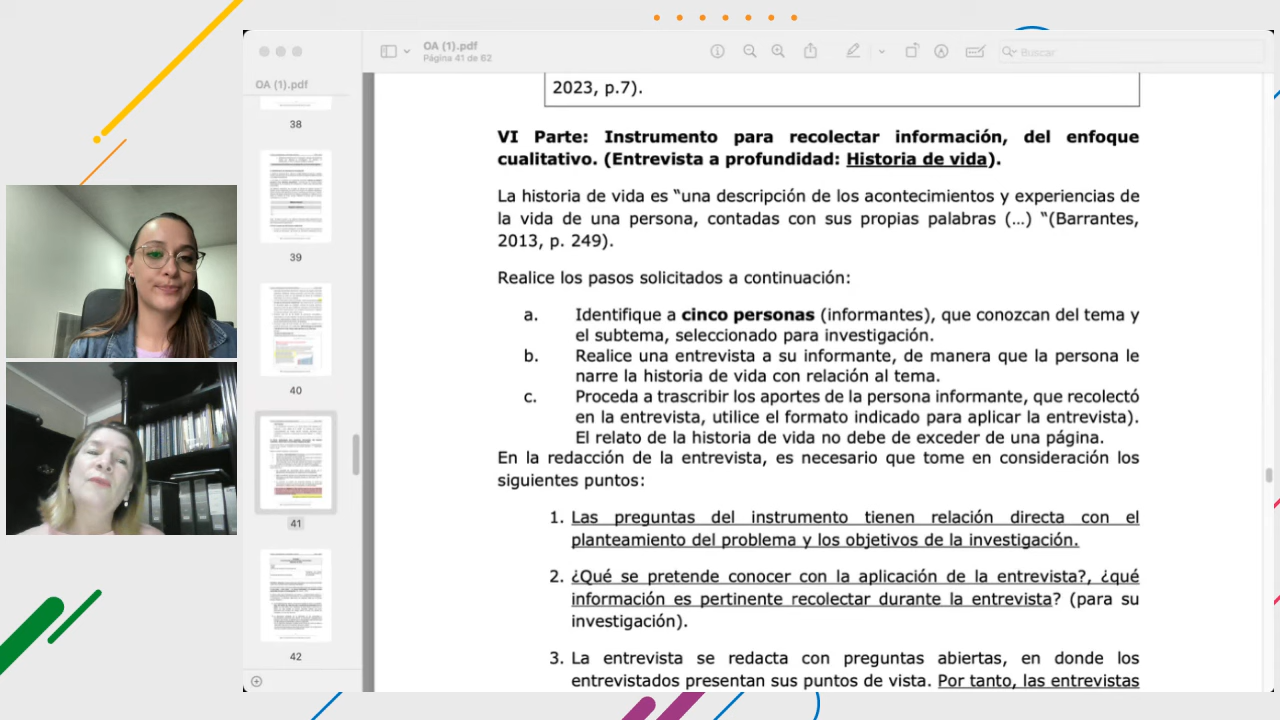 OA (1).pdf
Página 41 de 62
Buscar
OA (1).pdf
38
39
40
41
42
2023, p.7).
VI Parte: Instrumento para recolectar información, del enfoque
cualitativo. (Entrevista a profundidad: Historia de vida).
La historia de vida es “una descripción de los acontecimientos y experiencias de
la vida de una persona, contadas con sus propias palabras (…) “(Barrantes,
2013, p. 249).
Realice los pasos solicitados a continuación:
a. Identifique a cinco personas (informantes), que conozcan del tema y
el subtema, seleccionado para investigación.
b. Realice una entrevista a su informante, de manera que la persona le
narre la historia de vida con relación al tema.
c. Proceda a trascribir los aportes de la persona informante, que recolectó
en la entrevista, utilice el formato indicado para aplicar la entrevista).
El relato de la historia de vida no debe de exceder de una página.
En la redacción de la entrevista, es necesario que tome en consideración los
siguientes puntos:
1. Las preguntas del instrumento tienen relación directa con el
planteamiento del problema y los objetivos de la investigación.
2. ¿Qué se pretende conocer con la aplicación de la entrevista? ¿qué
información es importante recolectar durante la entrevista? (para su
investigación).
3. La entrevista se redacta con preguntas abiertas, en donde los
entrevistados presentan sus puntos de vista. Por tanto, las entrevistas